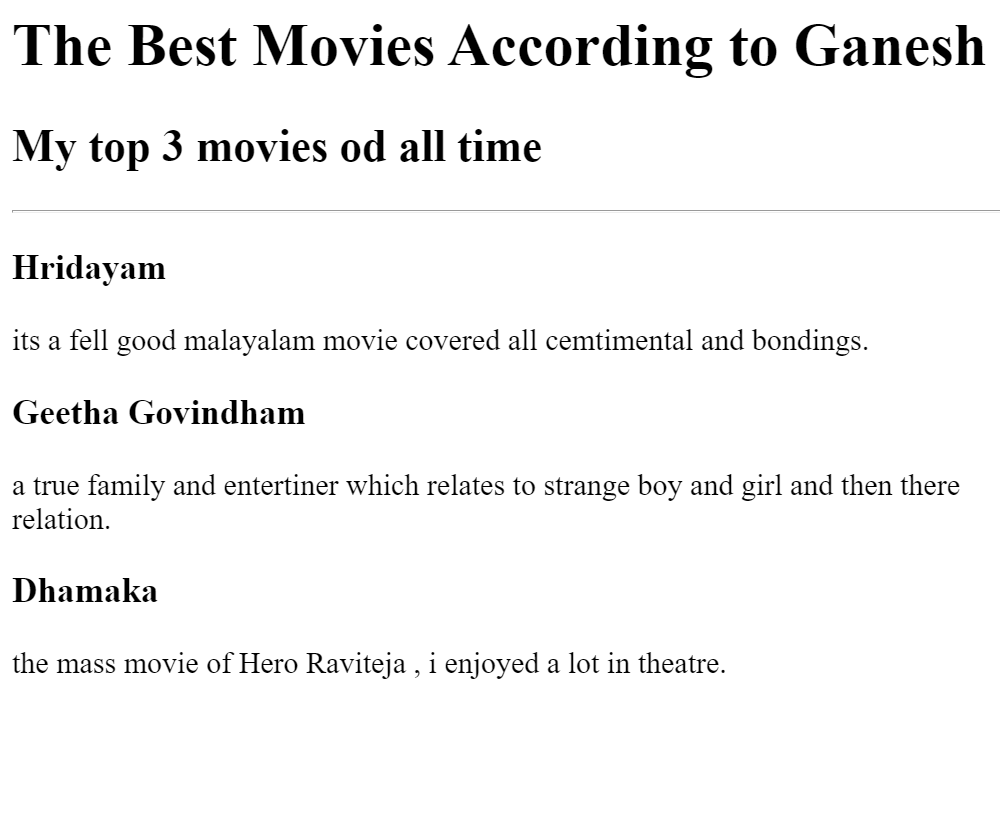 The Best Movies According to Ganesh
My top 3 movies od all time
Hridayam
its a fell good malayalam movie covered all cemtimental and bondings.
Geetha Govindham
a true family and entertiner which relates to strange boy and girl and then there
relation.
Dhamaka
the mass movie of Hero Raviteja , i enjoyed a lot in theatre.